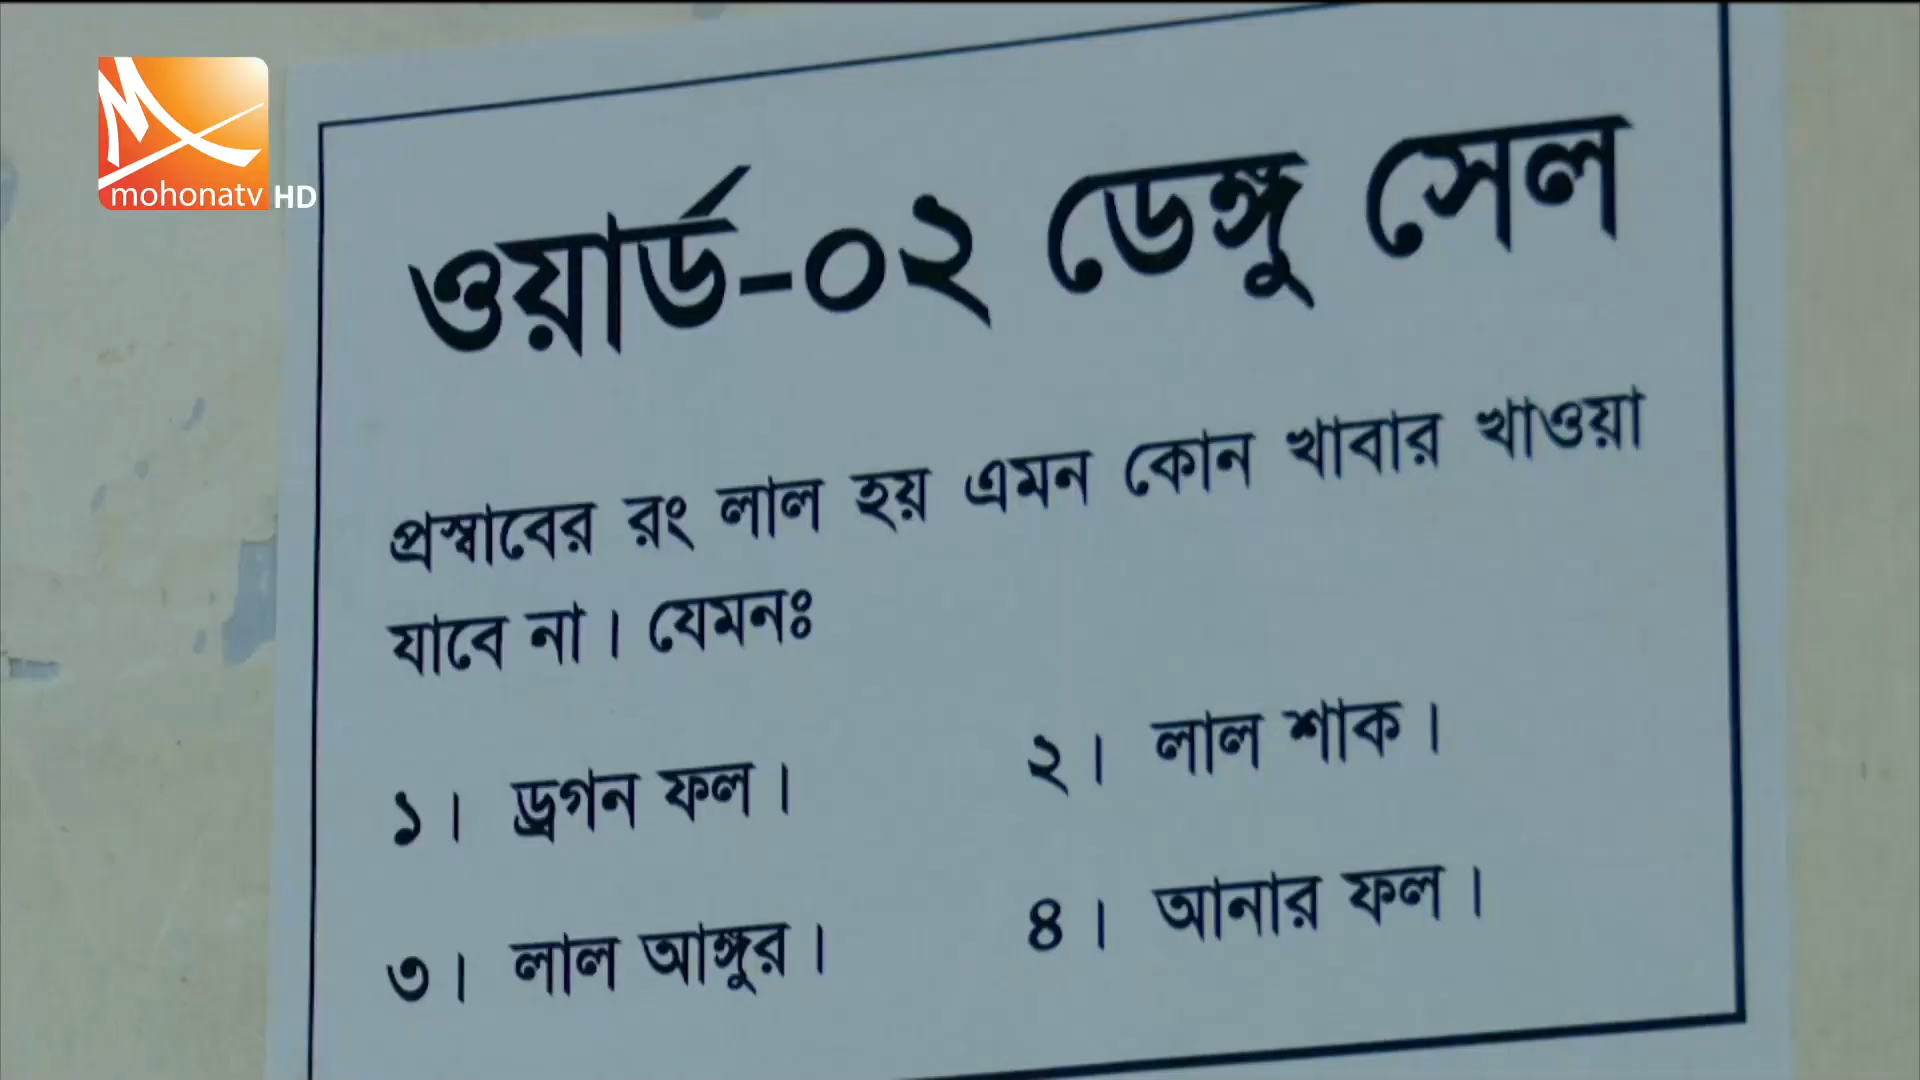 mohonatv HD
ওয়ার্ড-০২ ডেঙ্গু সেল
প্রস্বাবের রং লাল হয় এমন কোন খাবার খাওয়া
যাবে না। যেমনঃ
১। ড্রগন ফল। ২। লাল শাক।
৩। লাল আঙ্গুর। ৪। আনার ফল।